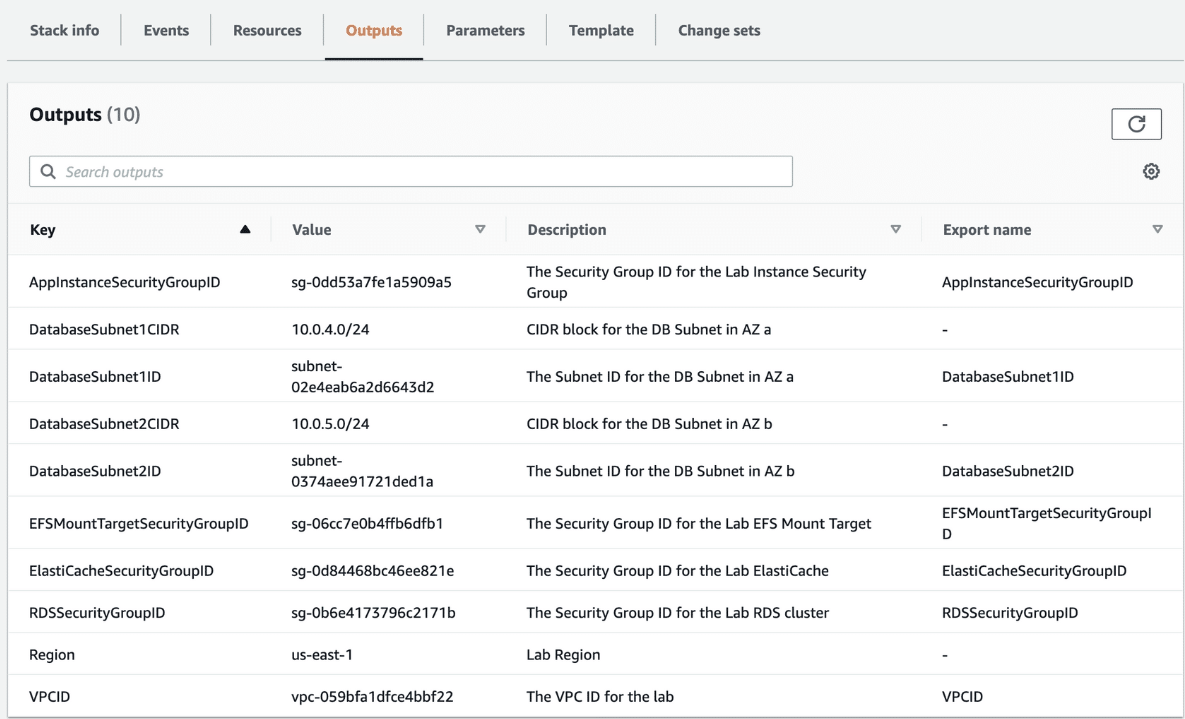 Stack info Events Resources Outputs Parameters Template Change sets
Outputs (10)
Search outputs
Key Value Description Export name
AppInstanceSecurityGroupID sg-0dd53a7fe1a5909a5 The Security Group ID for the Lab Instance Security Group AppInstanceSecurityGroupID
DatabaseSubnet1CIDR 10.0.4.0/24 CIDR block for the DB Subnet in AZ a -
DatabaseSubnet1ID subnet-02e4eab6a2d6643d2 The Subnet ID for the DB Subnet in AZ a DatabaseSubnet1ID
DatabaseSubnet2CIDR 10.0.5.0/24 CIDR block for the DB Subnet in AZ b -
DatabaseSubnet2ID subnet-0374aee91721ded1a The Subnet ID for the DB Subnet in AZ b DatabaseSubnet2ID
EFSMountTargetSecurityGroupID sg-06cc7e0b4ffb6dfb1 The Security Group ID for the Lab EFS Mount Target EFSMountTargetSecurityGroupID
ElastiCacheSecurityGroupID sg-0d84468bc46ee821e The Security Group ID for the Lab ElastiCache ElastiCacheSecurityGroupID
RDSSecurityGroupID sg-0b6e4173796c2171b The Security Group ID for the Lab RDS cluster RDSSecurityGroupID
Region us-east-1 Lab Region -
VPCID vpc-059bfa1dfce4bbf22 The VPC ID for the lab VPCID